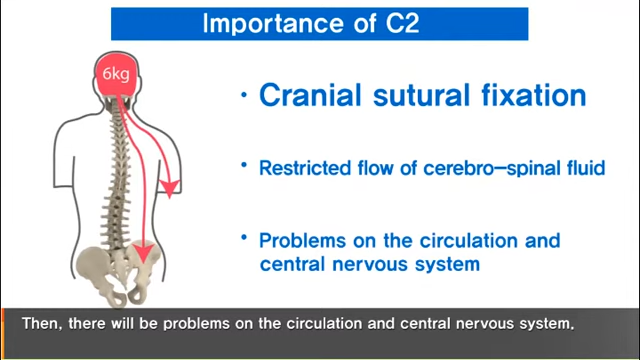 Importance of C2
6kg
· Cranial sutural fixation
· Restricted flow of cerebro-spinal fluid
· Problems on the circulation and
central nervous system
Then, there will be problems on the circulation and central nervous system.